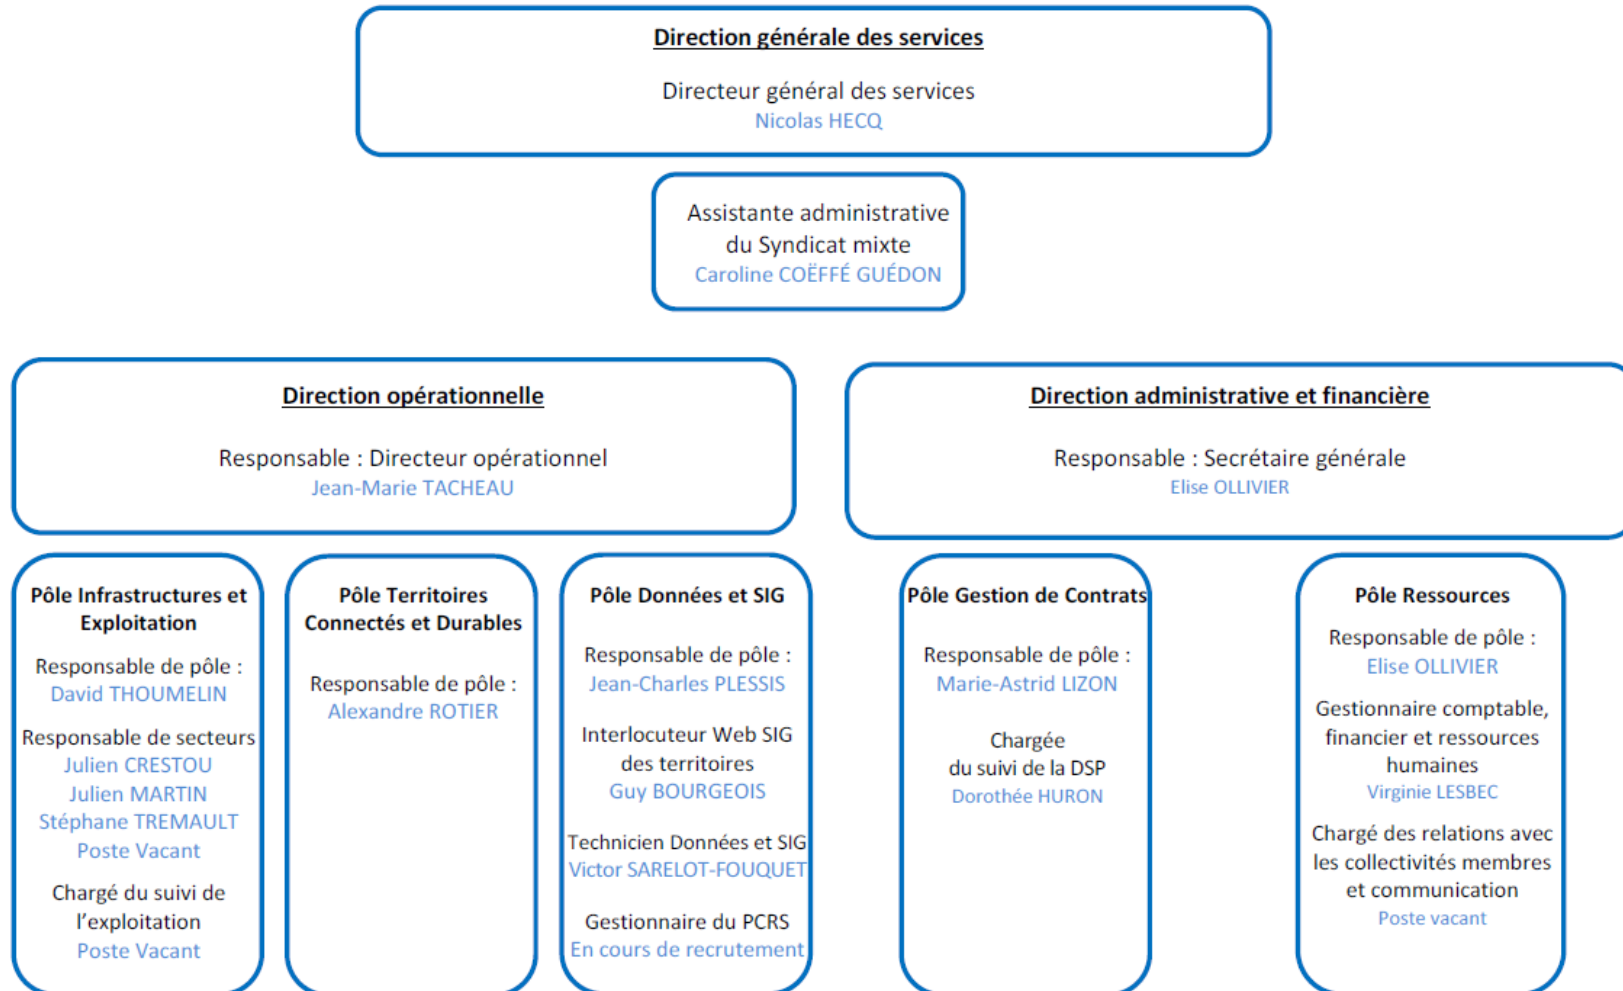 Direction générale des services
Directeur général des services
Nicolas HECQ
Assistante administrative
du Syndicat mixte
Caroline COËFFÉ GUÉDON
Direction opérationnelle
Responsable : Directeur opérationnel
Jean-Marie TACHEAU
Direction administrative et financière
Responsable : Secrétaire générale
Elise OLLIVIER
Pôle Infrastructures et
Exploitation
Responsable de pôle :
David THOUMELIN
Responsable de secteurs
Julien CRESTOU
Julien MARTIN
Stéphane TREMAULT
Poste Vacant
Chargé du suivi de
l’exploitation
Poste Vacant
Pôle Territoires
Connectés et Durables
Responsable de pôle :
Alexandre ROTIER
Pôle Données et SIG
Responsable de pôle :
Jean-Charles PLESSIS
Interlocuteur Web SIG
des territoires
Guy BOURGEOIS
Technicien Données et SIG
Victor SARELOT-FOUQUET
Gestionnaire du PCRS
En cours de recrutement
Pôle Gestion de Contrats
Responsable de pôle :
Marie-Astrid LIZON
Chargée
du suivi de la DSP
Dorothée HURON
Pôle Ressources
Responsable de pôle :
Elise OLLIVIER
Gestionnaire comptable,
financier et ressources
humaines
Virginie LESBEC
Chargé des relations avec
les collectivités membres
et communication
Poste vacant